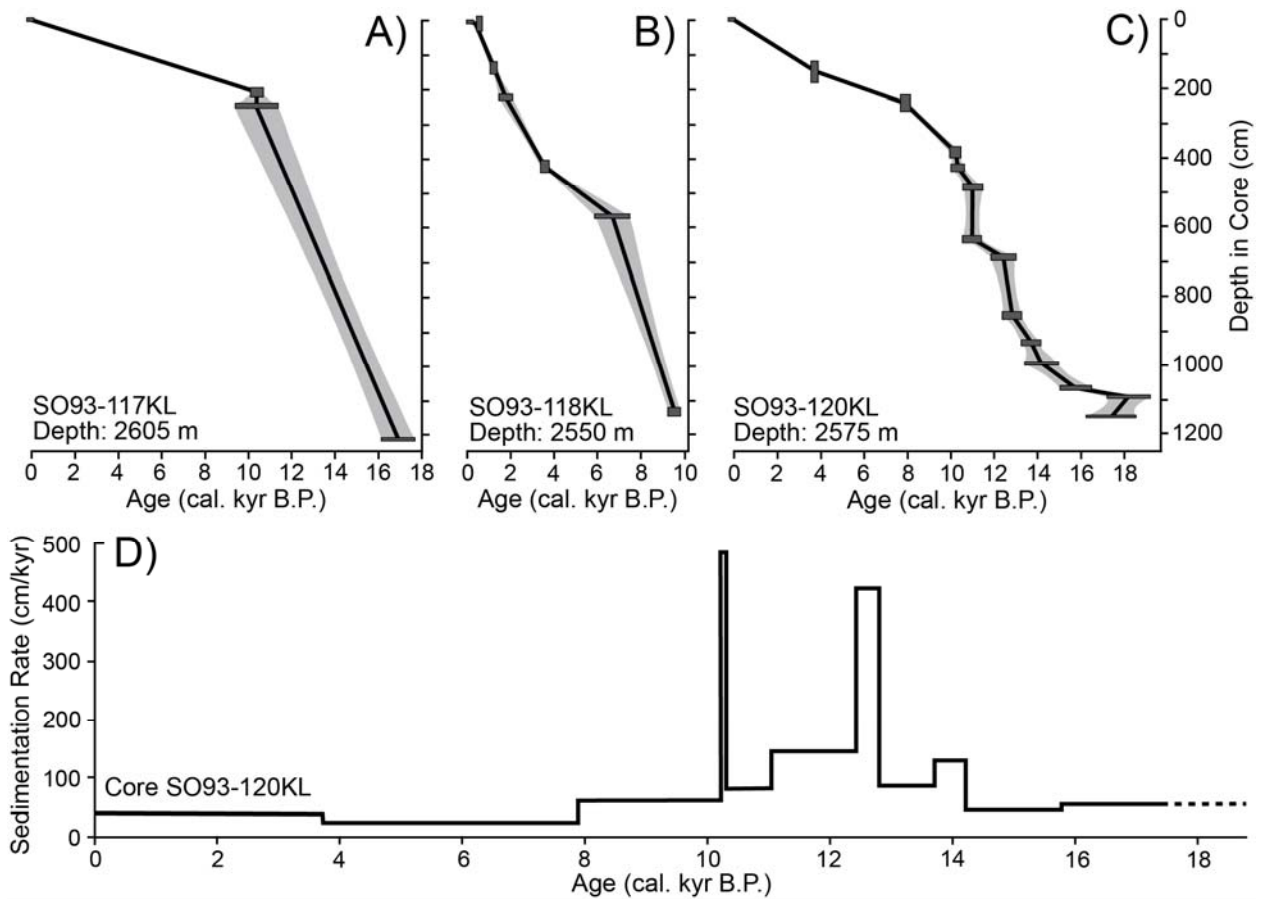 A)
B)
C)
0
200
400
600
800
1000
1200
Depth in Core (cm)
SO93-117KL
Depth: 2605 m
SO93-118KL
Depth: 2550 m
SO93-120KL
Depth: 2575 m
0 2 4 6 8 10 12 14 16 18
0 2 4 6 8 10
0 2 4 6 8 10 12 14 16 18
Age (cal. kyr B.P.)
Age (cal. kyr B.P.)
Age (cal. kyr B.P.)
D)
500
400
300
200
100
0
Sedimentation Rate (cm/kyr)
Core SO93-120KL
0 2 4 6 8 10 12 14 16 18
Age (cal. kyr B.P.)